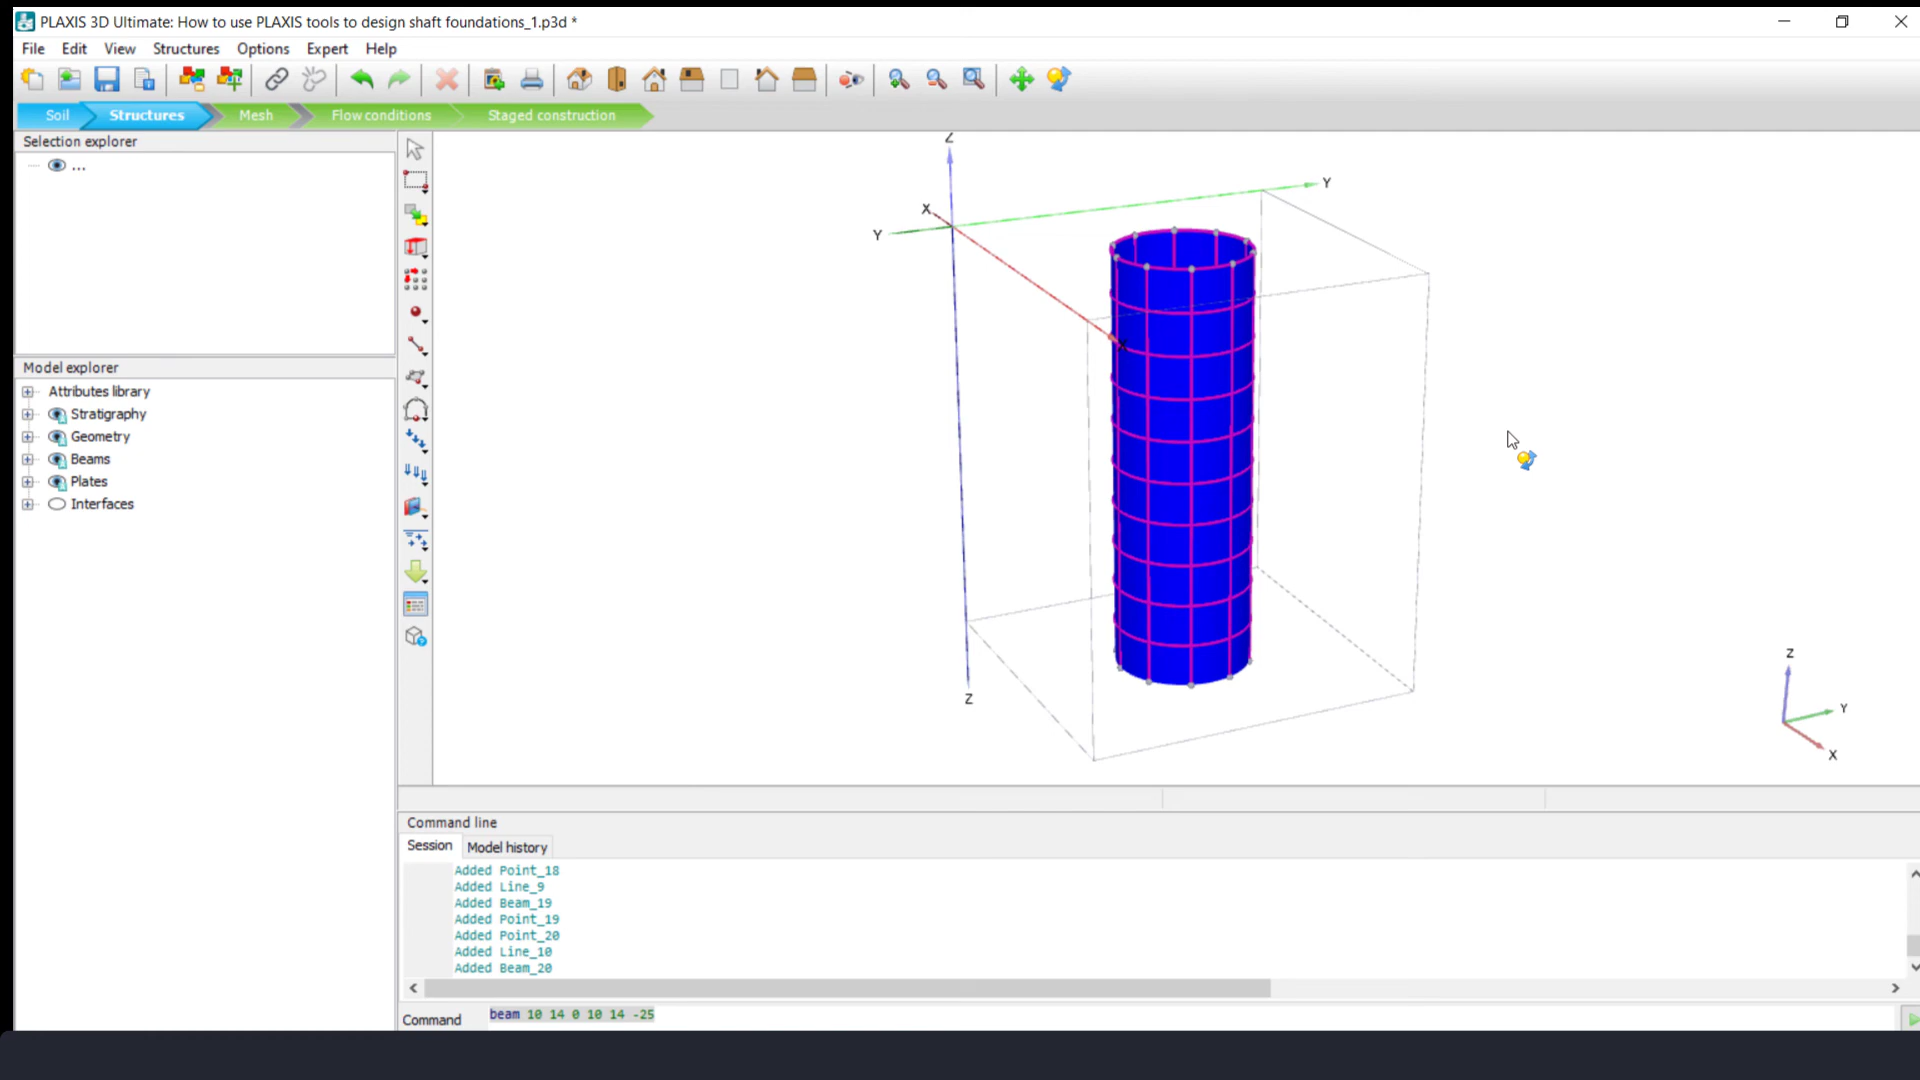 PLAXIS 3D Ultimate: How to use PLAXIS tools to design shaft foundations_1.p3d *
File Edit View Structures Options Expert Help
Soil Structures Mesh Flow conditions Staged construction
Selection explorer
...
Model explorer
Attributes library
Stratigraphy
Geometry
Beams
Plates
Interfaces
Z
Y
X
Y
X
Z
Z
Y
X
Command line
Session Model history
Added Point_18
Added Line_9
Added Beam_19
Added Point_19
Added Point_20
Added Line_10
Added Beam_20
Command beam 10 14 0 10 14 -25